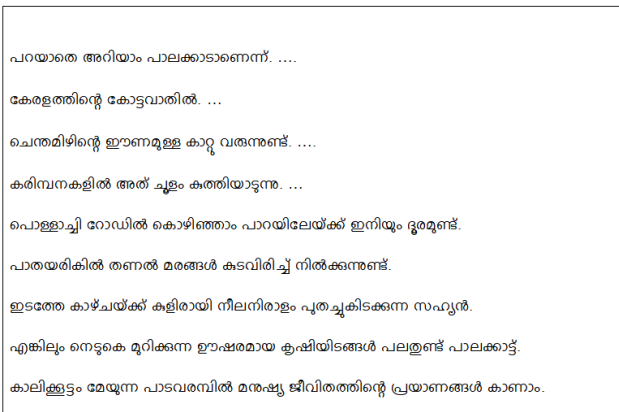 പറയാതെ അറിയാം പാലക്കാടാണെന്ന്. ....
കേരളത്തിന്റെ കോട്ടവാതിൽ. ...
ചെന്തമിഴിന്റെ ഈണമുള്ള കാറ്റു വരുന്നുണ്ട്. ....
കരിമ്പനകളിൽ അത് ചൂളം കുത്തിയാടുന്നു. ...
പൊള്ളാച്ചി റോഡിൽ കൊഴിഞ്ഞാം പാറയിലേയ്ക്ക് ഇനിയും ദൂരമുണ്ട്.
പാതയരികിൽ തണൽ മരങ്ങൾ കുടവിരിച്ച് നിൽക്കുന്നുണ്ട്.
ഇടത്തേ കാഴ്ചയ്ക്ക് കുളിരായി നീലനിരാളം പുതച്ചുകിടക്കുന്ന സഹ്യൻ.
എങ്കിലും നെടുകെ മുറിക്കുന്ന ഊഷരമായ കൃഷിയിടങ്ങൾ പലതുണ്ട് പാലക്കാട്ട്.
കാലിക്കൂട്ടം മേയുന്ന പാടവരമ്പിൽ മനുഷ്യ ജീവിതത്തിന്റെ പ്രയാണങ്ങൾ കാണാം.